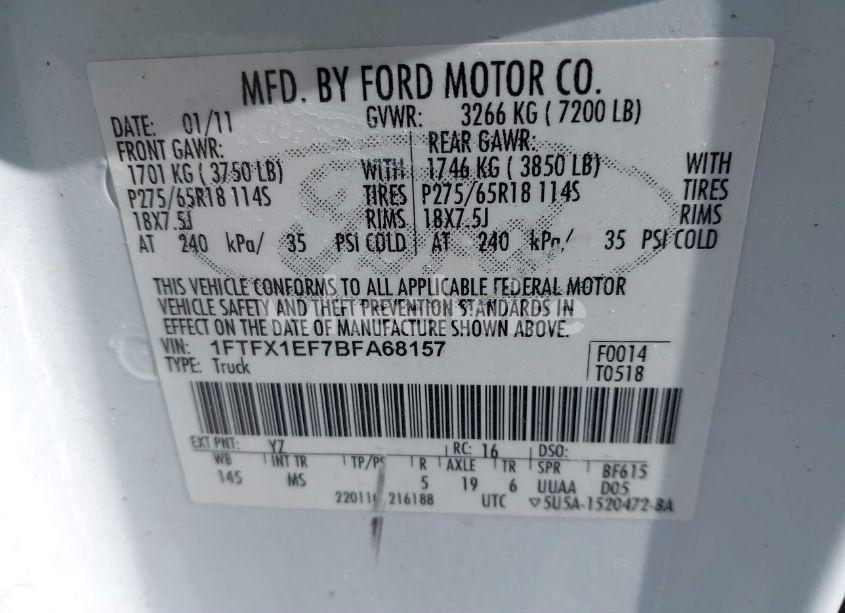 MFD. BY FORD MOTOR CO.
DATE: 01/11 GVWR: 3266 KG ( 7200 LB)
FRONT GAWR: REAR GAWR:
1701 KG ( 3750 LB) WITH 1746 KG ( 3850 LB) WITH
P275/65R18 114S TIRES P275/65R18 114S TIRES
18X7.5J RIMS 18X7.5J RIMS
AT 240 kPa/ 35 PSI COLD AT 240 kPa/ 35 PSI COLD
THIS VEHICLE CONFORMS TO ALL APPLICABLE FEDERAL MOTOR
VEHICLE SAFETY AND THEFT PREVENTION STANDARDS IN
EFFECT ON THE DATE OF MANUFACTURE SHOWN ABOVE.
VIN: 1FTFX1EF7BFA68157 F0014
TYPE: Truck T0518
EXT PNT: YZ RC: 16 DSO:
WB INT TR TP/PS R AXLE TR SPR BF615
145 MS 5 19 6 UUAA D05
216188 UTC ▽5U5A-1520472-BA